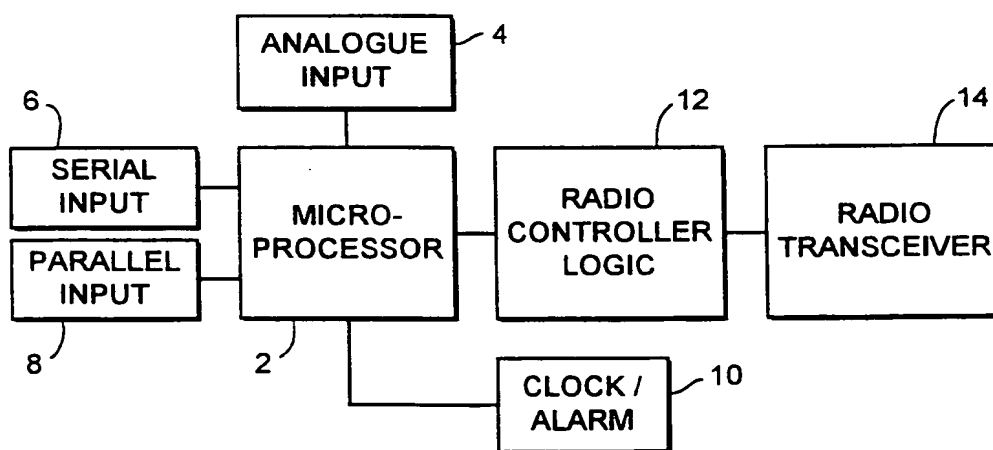 ANALOGUE
INPUT
4
6
SERIAL
INPUT
PARALLEL
INPUT
8
MICRO-
PROCESSOR
2
12
RADIO
CONTROLLER
LOGIC
14
RADIO
TRANSCEIVER
CLOCK /
ALARM
10